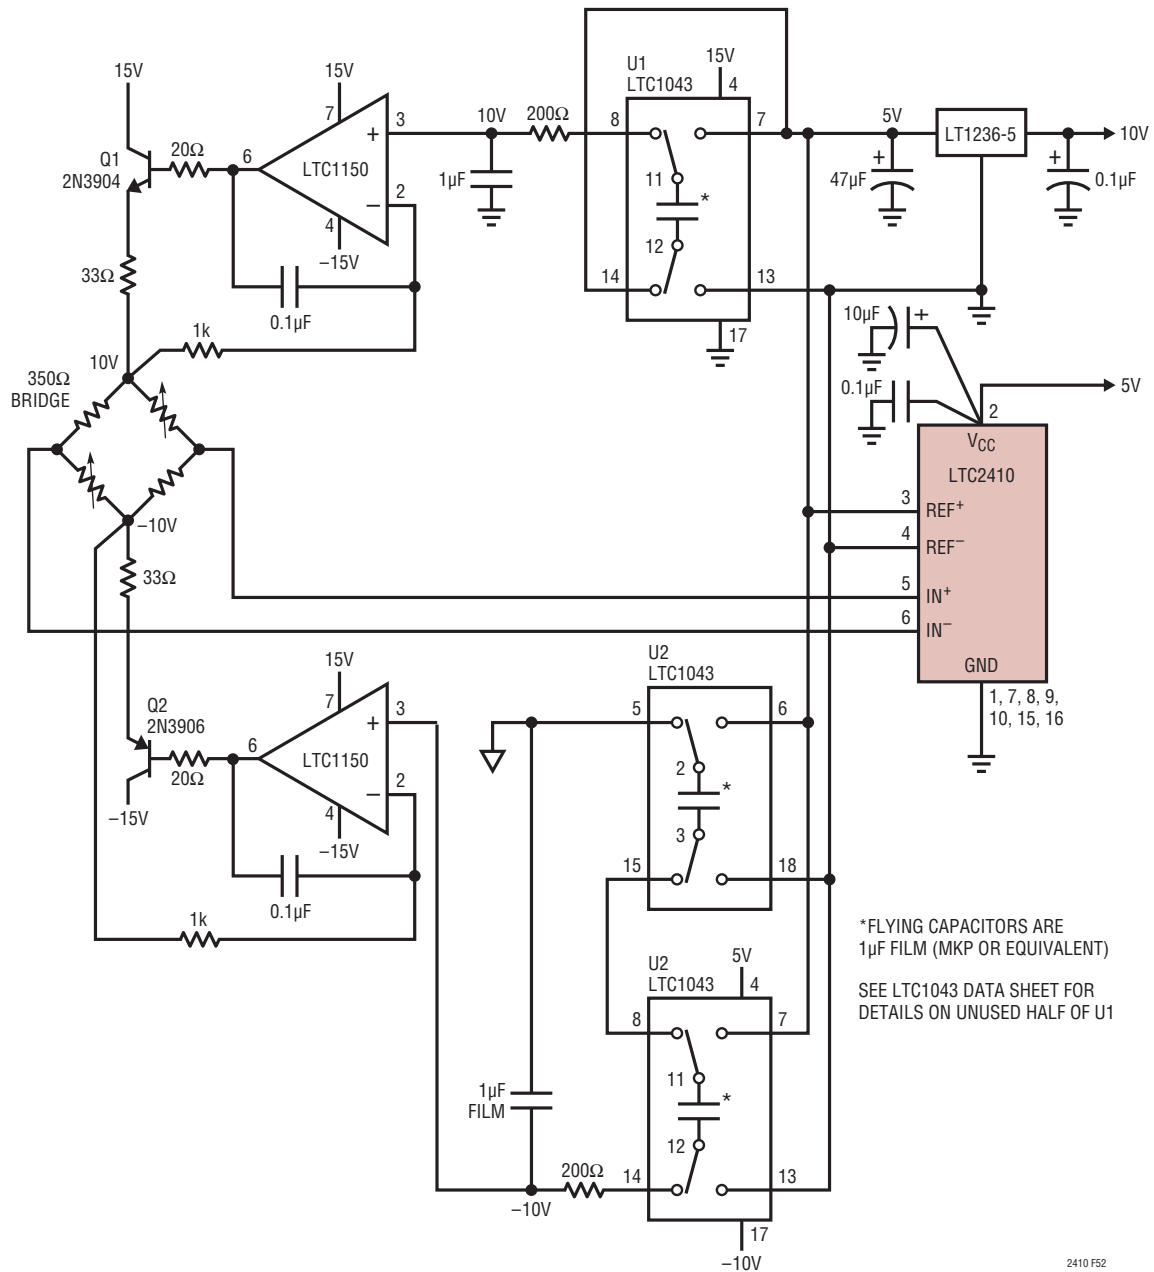 15V
Q1
2N3904
20Ω
6
15V
7
LTC1150
+
3
2
–
4
–15V
0.1µF
33Ω
1k
10V
350Ω
BRIDGE
–10V
33Ω
10V
1µF
200Ω
U1
LTC1043
15V
4
8
7
11
*
12
14
13
17
5V
+
47µF
LT1236-5
10V
+
0.1µF
10µF
+
0.1µF
5V
2
VCC
LTC2410
3
REF+
4
REF–
5
IN+
6
IN–
GND
1, 7, 8, 9,
10, 15, 16
Q2
2N3906
20Ω
–15V
6
15V
7
LTC1150
+
3
2
–
4
–15V
0.1µF
1k
U2
LTC1043
5
6
2
*
3
15
18
U2
LTC1043
5V
4
8
7
11
*
12
14
13
17
–10V
1µF
FILM
200Ω
–10V
*FLYING CAPACITORS ARE
1µF FILM (MKP OR EQUIVALENT)
SEE LTC1043 DATA SHEET FOR
DETAILS ON UNUSED HALF OF U1
2410 F52